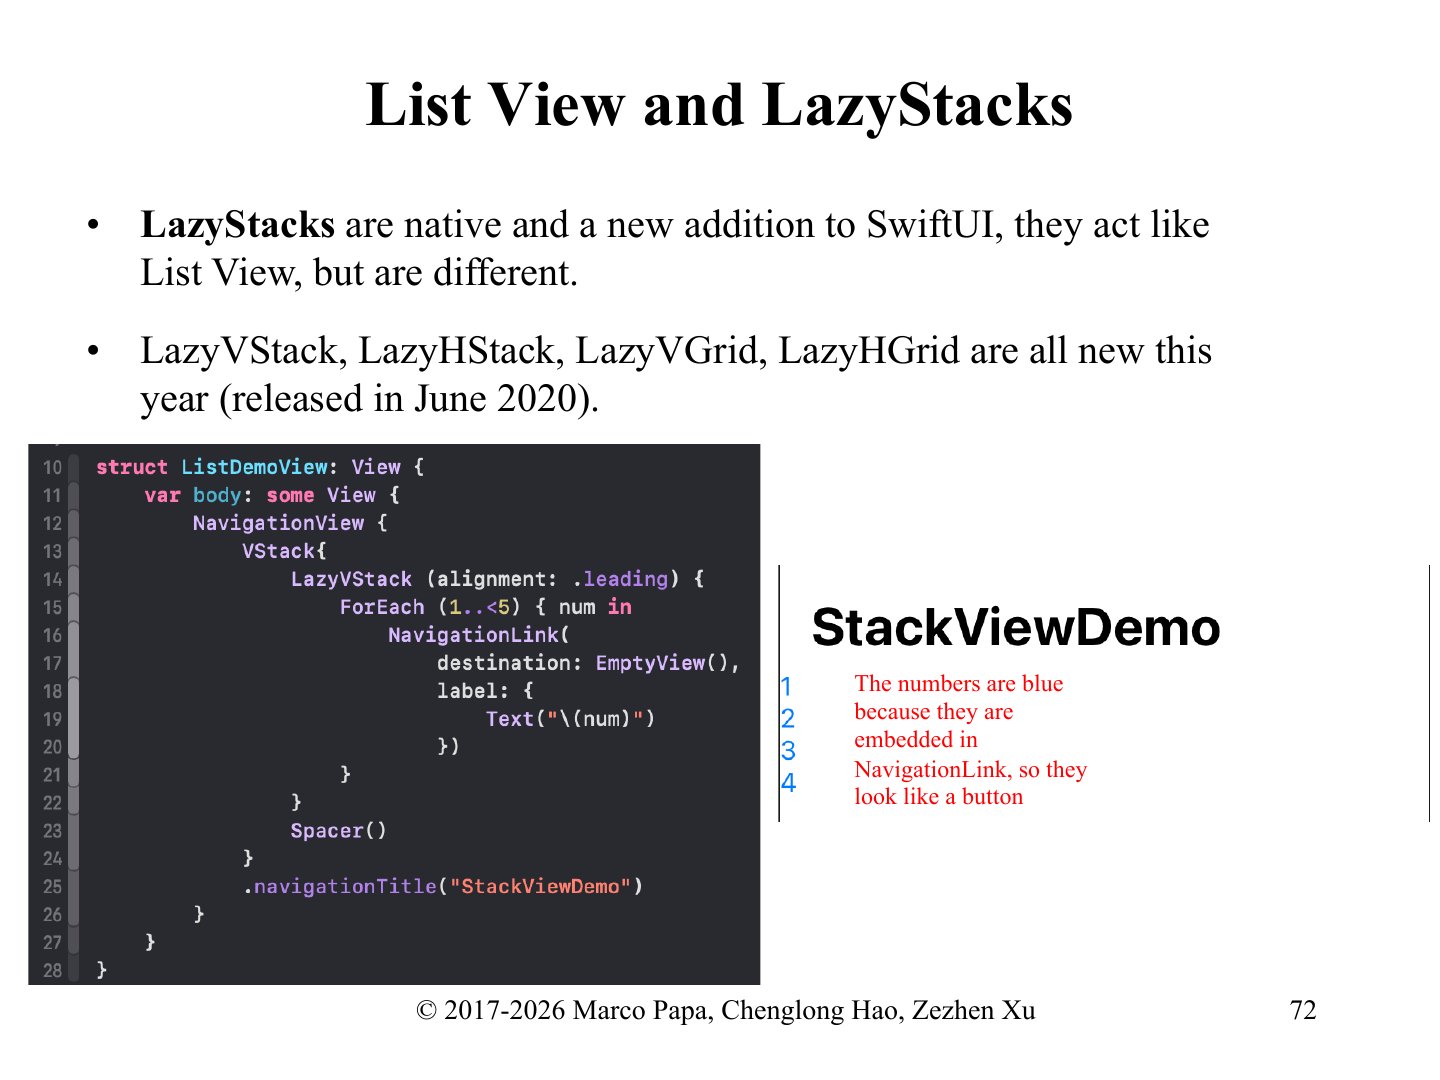 List View and LazyStacks
• LazyStacks are native and a new addition to SwiftUI, they act like
List View, but are different.
• LazyVStack, LazyHStack, LazyVGrid, LazyHGrid are all new this
year (released in June 2020).
10 struct ListDemoView: View {
11     var body: some View {
12         NavigationView {
13             VStack{
14                 LazyVStack (alignment: .leading) {
15                     ForEach (1..<5) { num in
16                         NavigationLink(
17                             destination: EmptyView(),
18                             label: {
19                                 Text("\(num)")
20                             })
21                     }
22                 }
23                 Spacer()
24             }
25             .navigationTitle("StackViewDemo")
26         }
27     }
28 }
StackViewDemo
1
2
3
4
The numbers are blue
because they are
embedded in
NavigationLink, so they
look like a button
© 2017-2026 Marco Papa, Chenglong Hao, Zezhen Xu
72